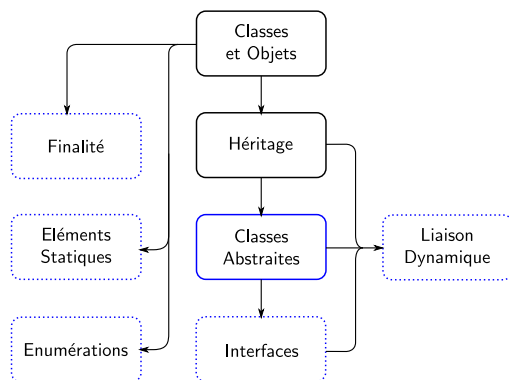 Classes
et Objets
Finalité
Héritage
Eléments
Statiques
Classes
Abstraites
Liaison
Dynamique
Enumérations
Interfaces